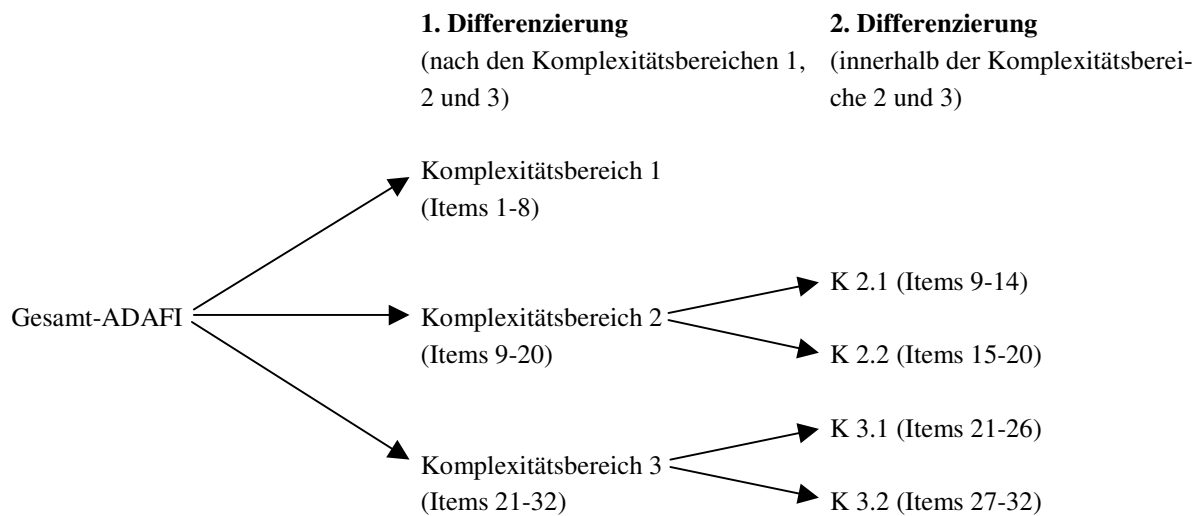 1. Differenzierung
(nach den Komplexitätsbereichen 1,
2 und 3)
2. Differenzierung
(innerhalb der Komplexitätsberei-
che 2 und 3)
Komplexitätsbereich 1
(Items 1-8)
Gesamt-ADAFI
Komplexitätsbereich 2
(Items 9-20)
K 2.1 (Items 9-14)
K 2.2 (Items 15-20)
Komplexitätsbereich 3
(Items 21-32)
K 3.1 (Items 21-26)
K 3.2 (Items 27-32)